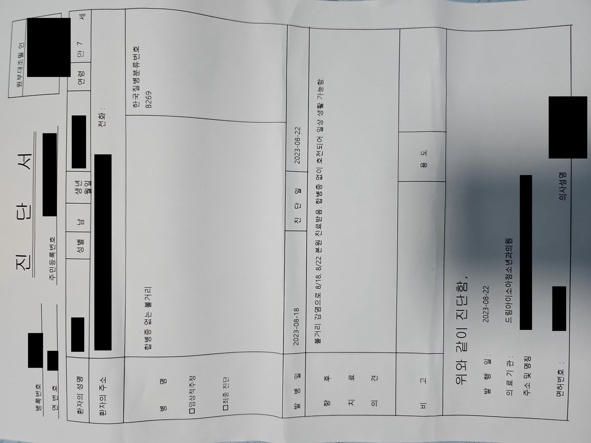 원부대조필 인
진 단 서
병록번호
연 번 호
주민등록번호
환자의 성명
성별 남
생년
월일
연령 만 7 세
환자의 주소
전화 :
병 명
□임상적추정
□최종 진단
합병증 없는 볼거리
한국질병분류번호
B269
발 병 일 2023-08-18 진 단 일 2023-08-22
향 후
치 료
의 견
볼거리 감염으로 8/18, 8/22 본원 진료받음. 합병증 없이 호전되어 일상 생활 가능함.
비 고
용 도
위와 같이 진단함.
발 행 일 2023-08-22
의 료 기 관 : 드림아이소아청소년과의원
주소 및 명칭
면허번호 :
의사성명